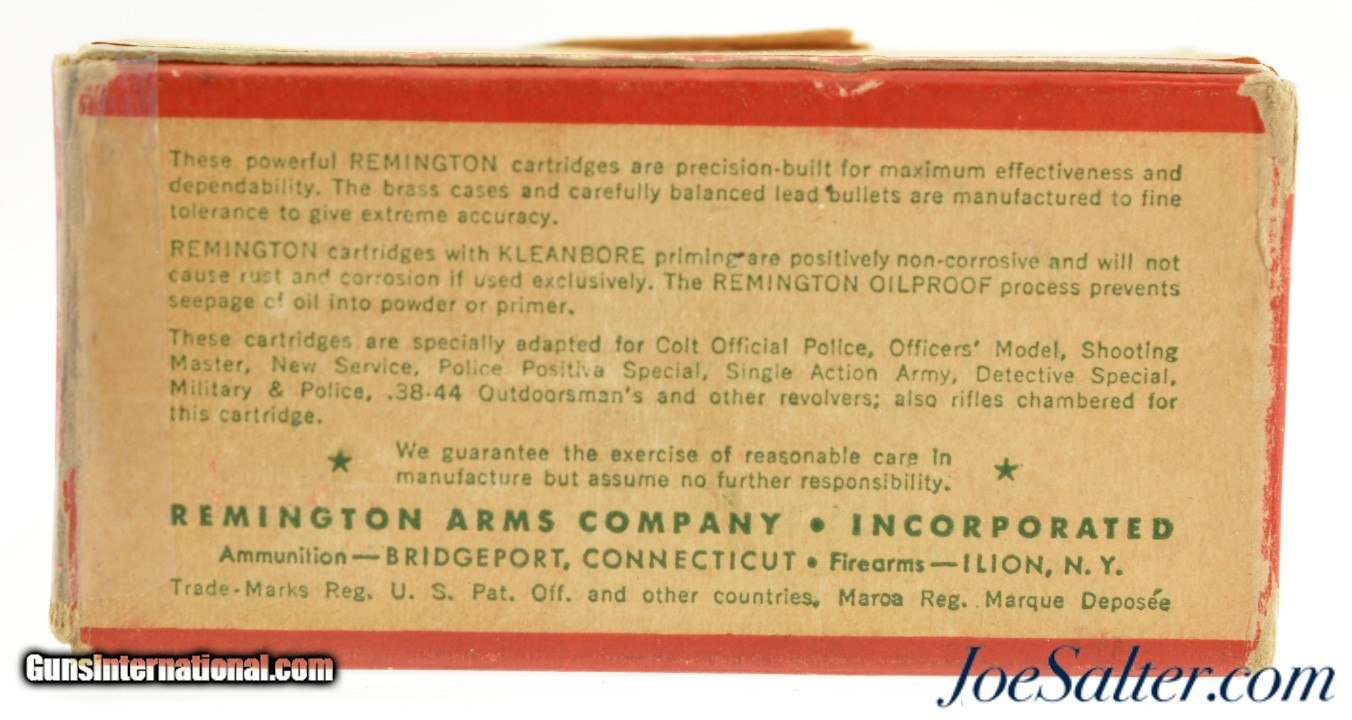 These powerful REMINGTON cartridges are precision-built for maximum effectiveness and
dependability. The brass cases and carefully balanced lead bullets are manufactured to fine
tolerance to give extreme accuracy.
REMINGTON cartridges with KLEANBORE priming are positively non-corrosive and will not
cause rust and corrosion if used exclusively. The REMINGTON OILPROOF process prevents
seepage of oil into powder or primer.
These cartridges are specially adapted for Colt Official Police, Officers' Model, Shooting
Master, New Service, Police Positiva Special, Single Action Army, Detective Special,
Military & Police, .38-44 Outdoorsman's and other revolvers; also rifles chambered for
this cartridge.
★ We guarantee the exercise of reasonable care in ★
manufacture but assume no further responsibility.
REMINGTON ARMS COMPANY • INCORPORATED
Ammunition—BRIDGEPORT, CONNECTICUT • Firearms—ILION, N. Y.
Trade-Marks Reg. U. S. Pat. Off. and other countries. Maroa Reg. Marque Deposée
GunsInternational.com
JoeSalter.com